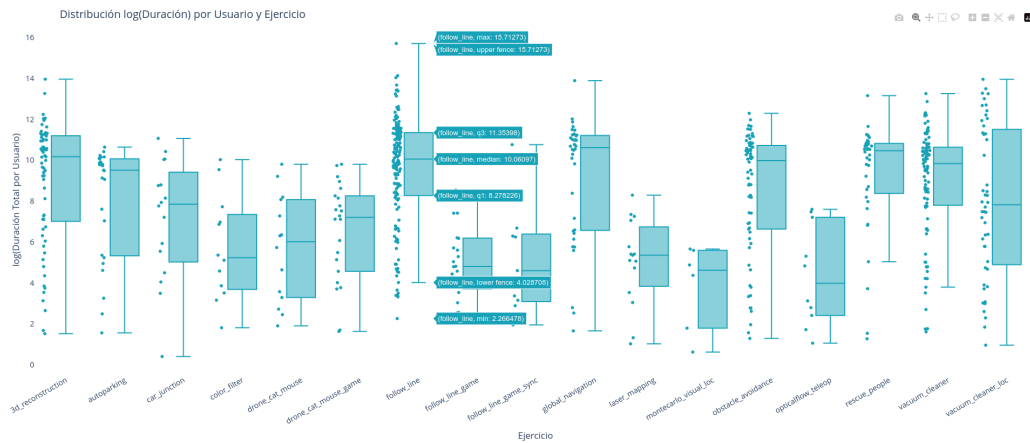 Distribución log(Duración) por Usuario y Ejercicio
log(Duración Total por Usuario)
16
14
12
10
8
6
4
2
0
(follow_line, max: 15.71273)
(follow_line, upper fence: 15.71273)
(follow_line, q3: 11.35398)
(follow_line, median: 10.06097)
(follow_line, q1: 8.278226)
(follow_line, lower fence: 4.028708)
(follow_line, min: 2.266478)
3d_reconstruction
autoparking
car_junction
color_filter
drone_cat_mouse
drone_cat_mouse_game
follow_line
follow_line_game
follow_line_game_sync
global_navigation
laser_mapping
montecarlo_visual_loc
obstacle_avoidance
opticalflow_teleop
rescue_people
vacuum_cleaner
vacuum_cleaner_loc
Ejercicio